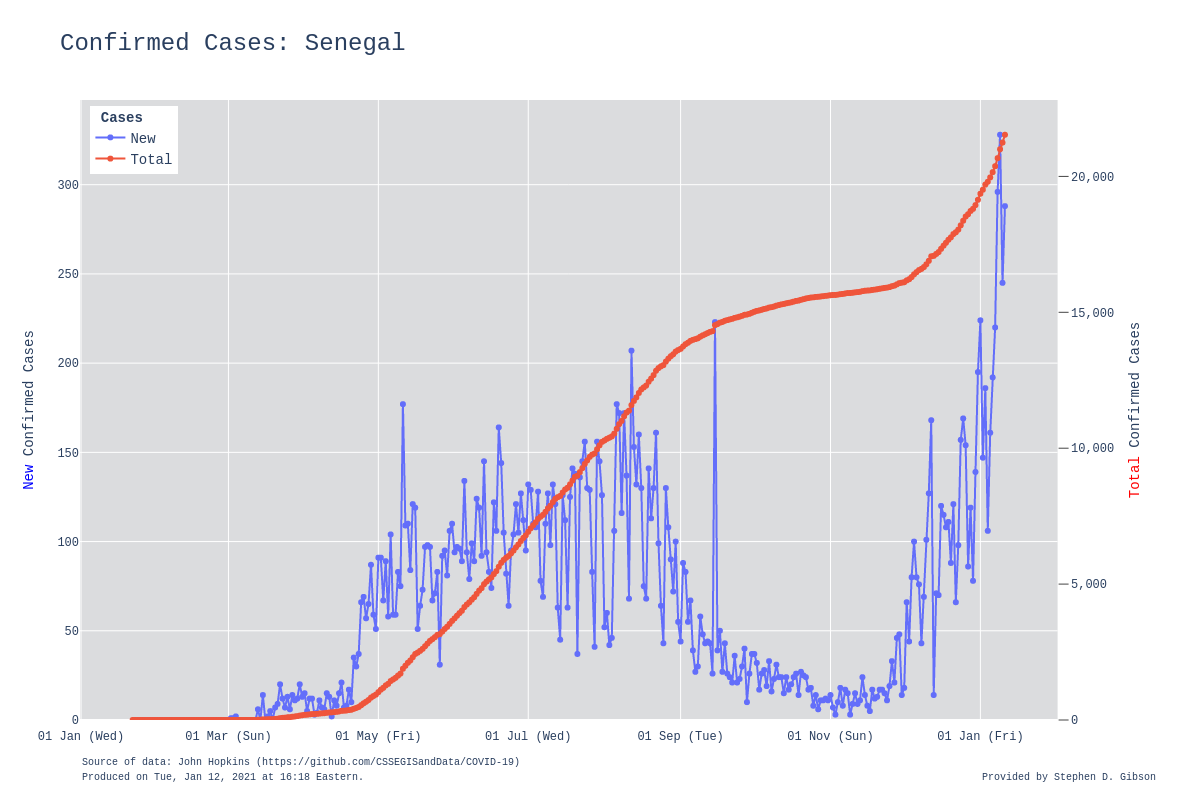 Confirmed Cases: Senegal
Cases
New
Total
300
250
200
150
100
50
0
New Confirmed Cases
20,000
15,000
10,000
5,000
0
Total Confirmed Cases
01 Jan (Wed)
01 Mar (Sun)
01 May (Fri)
01 Jul (Wed)
01 Sep (Tue)
01 Nov (Sun)
01 Jan (Fri)
Source of data: John Hopkins (https://github.com/CSSEGISandData/COVID-19)
Produced on Tue, Jan 12, 2021 at 16:18 Eastern.
Provided by Stephen D. Gibson